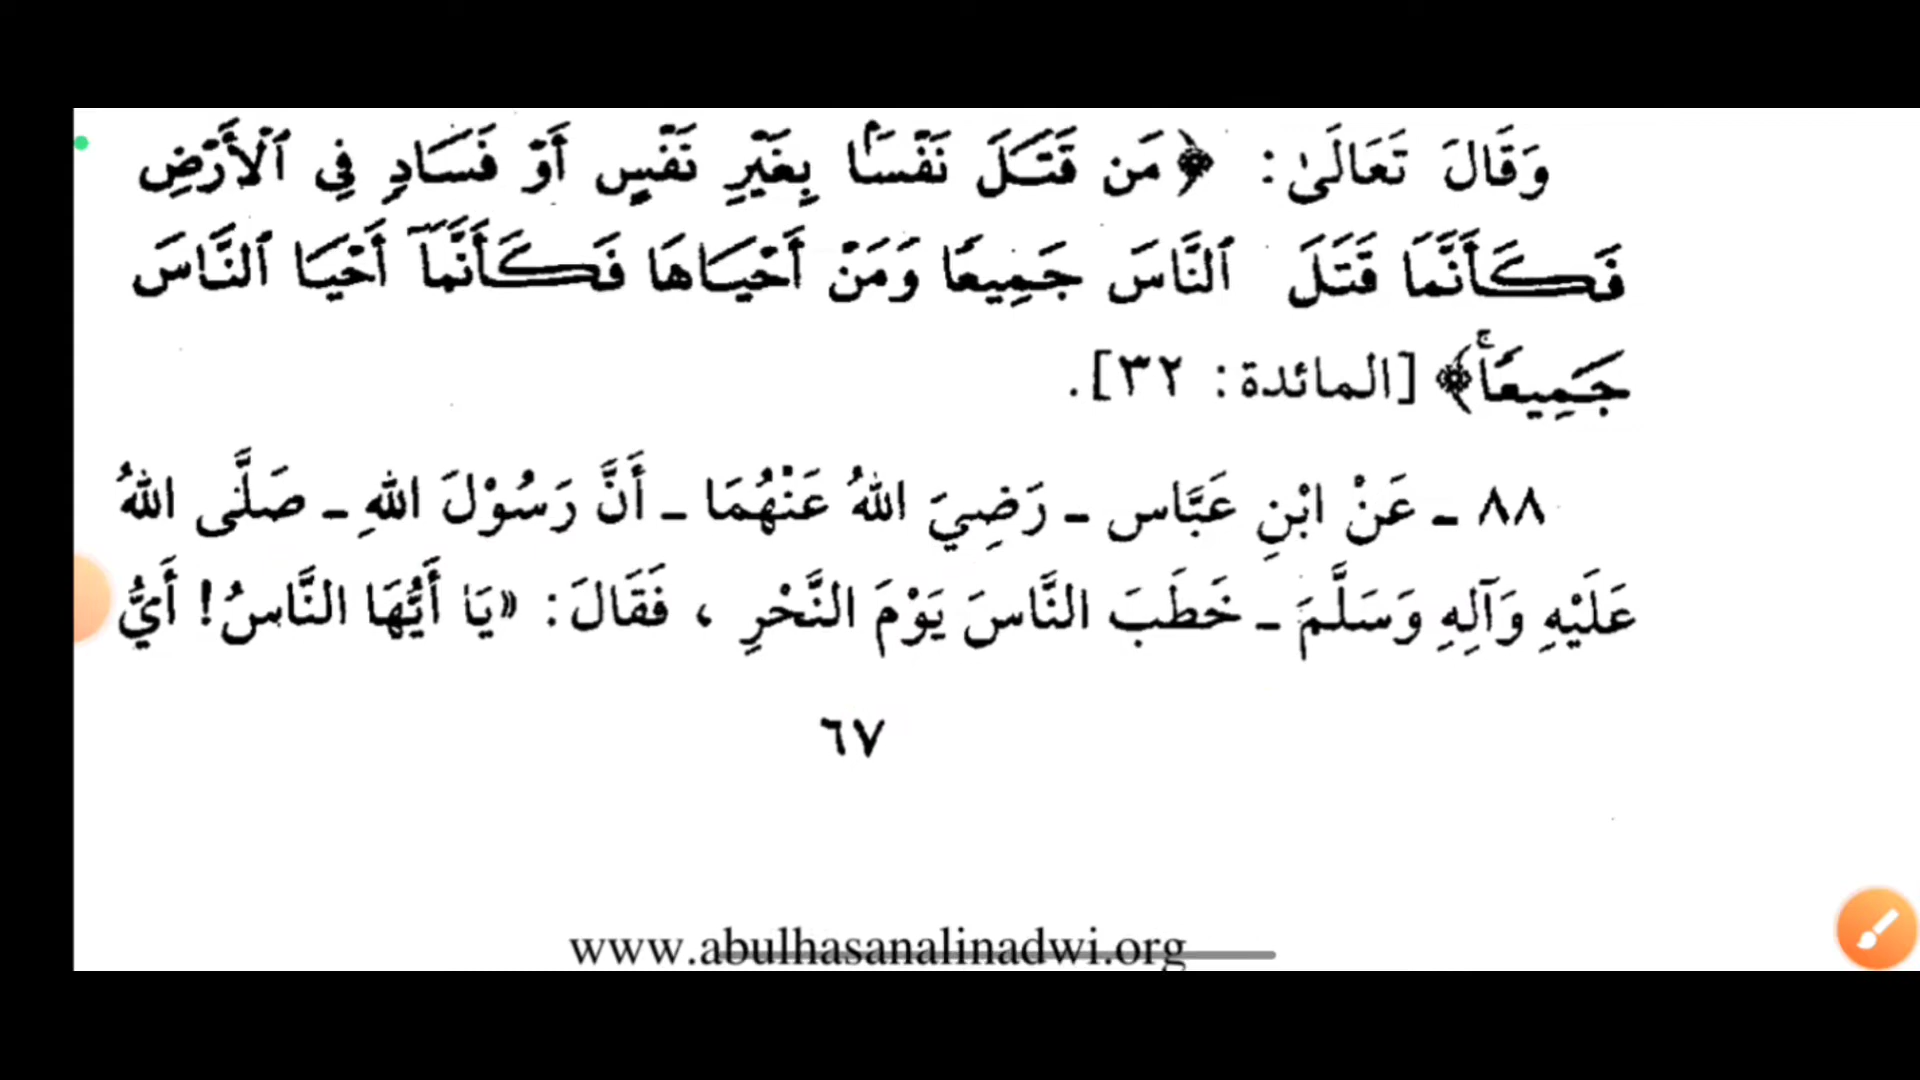 وَقَالَ تَعَالَىٰ: ﴿مَن قَتَلَ نَفْسًۢا بِغَيْرِ نَفْسٍ أَوْ فَسَادٍ فِي ٱلْأَرْضِ
فَكَأَنَّمَا قَتَلَ ٱلنَّاسَ جَمِيعًا وَمَنْ أَحْيَاهَا فَكَأَنَّمَآ أَحْيَا ٱلنَّاسَ
جَمِيعًاۚ﴾ [المائدة: ٣٢].
٨٨ ـ عَنْ ابْنِ عَبَّاس ـ رَضِيَ اللهُ عَنْهُمَا ـ أَنَّ رَسُوْلَ اللهِ ـ صَلَّى اللهُ
عَلَيْهِ وَآلِهِ وَسَلَّمَ ـ خَطَبَ النَّاسَ يَوْمَ النَّحْرِ ، فَقَالَ: «يَا أَيُّهَا النَّاسُ! أَيُّ
٦٧
www.abulhasanalinadwi.org